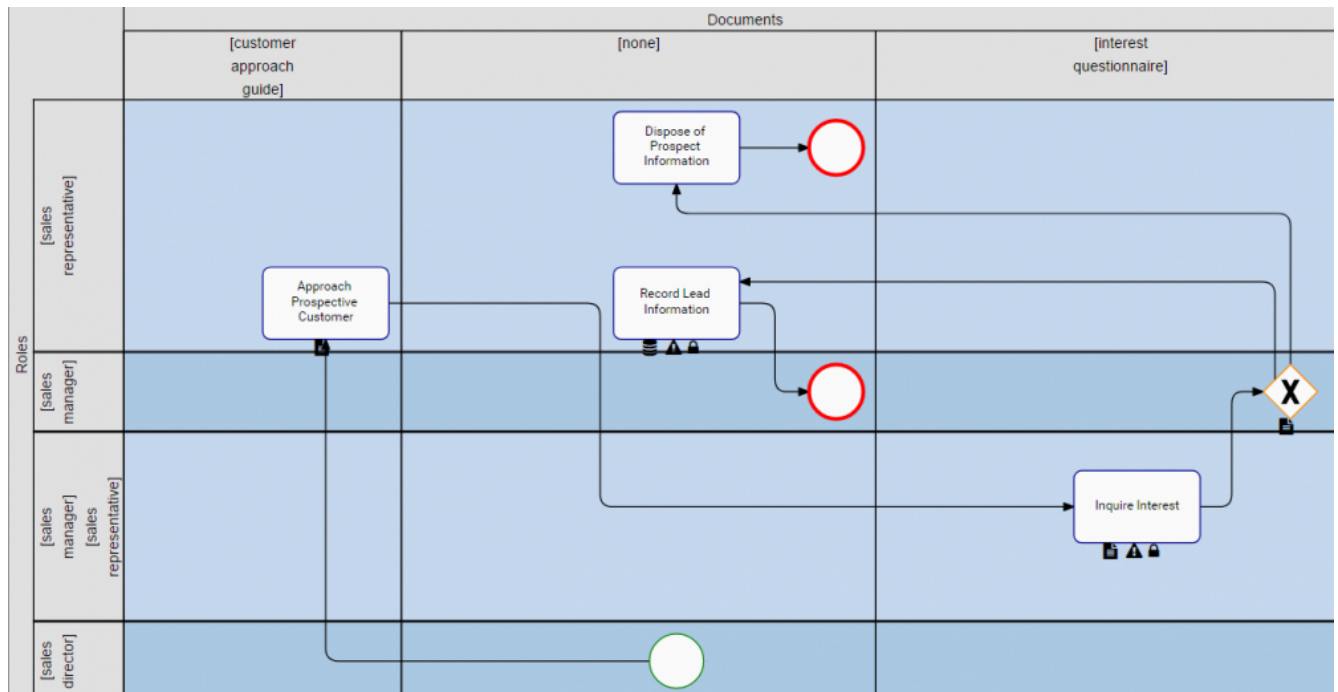 Documents
[customer
approach
guide]
[none]
[interest
questionnaire]
Roles
[sales
representative]
Dispose of
Prospect
Information
Approach
Prospective
Customer
Record Lead
Information
[sales
manager]
X
[sales
manager]
[sales
representative]
Inquire Interest
[sales
director]